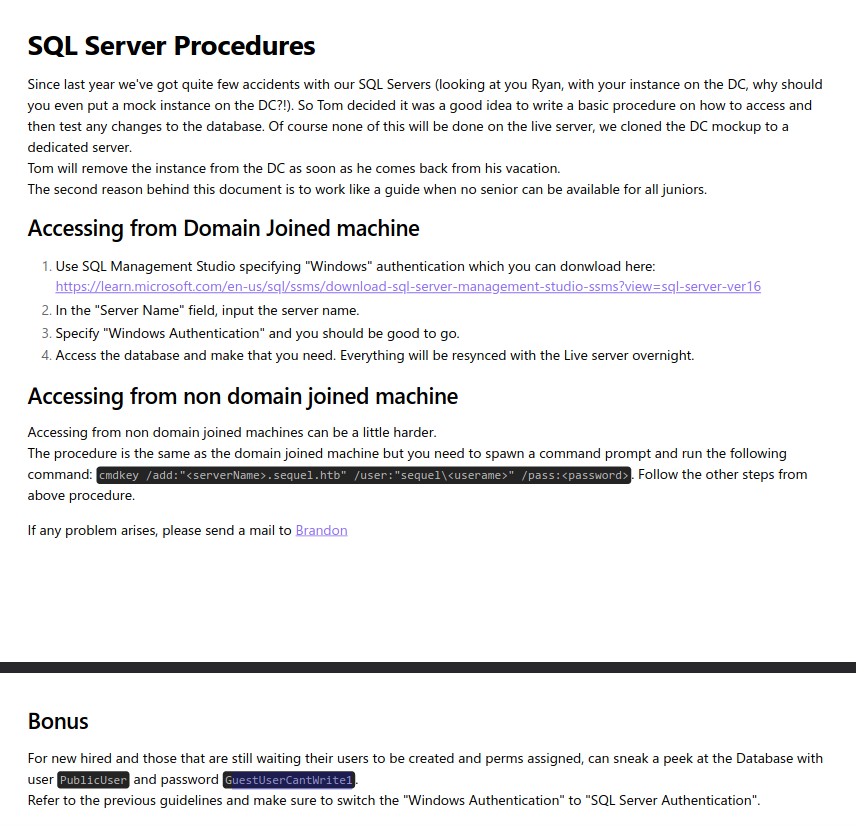 SQL Server Procedures
Since last year we've got quite few accidents with our SQL Servers (looking at you Ryan, with your instance on the DC, why should
you even put a mock instance on the DC?!). So Tom decided it was a good idea to write a basic procedure on how to access and
then test any changes to the database. Of course none of this will be done on the live server, we cloned the DC mockup to a
dedicated server.
Tom will remove the instance from the DC as soon as he comes back from his vacation.
The second reason behind this document is to work like a guide when no senior can be available for all juniors.
Accessing from Domain Joined machine
1. Use SQL Management Studio specifying "Windows" authentication which you can donwload here:
https://learn.microsoft.com/en-us/sql/ssms/download-sql-server-management-studio-ssms?view=sql-server-ver16
2. In the "Server Name" field, input the server name.
3. Specify "Windows Authentication" and you should be good to go.
4. Access the database and make that you need. Everything will be resynced with the Live server overnight.
Accessing from non domain joined machine
Accessing from non domain joined machines can be a little harder.
The procedure is the same as the domain joined machine but you need to spawn a command prompt and run the following
command: cmdkey /add:"<serverName>.sequel.htb" /user:"sequel\<userame>" /pass:<password>. Follow the other steps from
above procedure.
If any problem arises, please send a mail to Brandon
Bonus
For new hired and those that are still waiting their users to be created and perms assigned, can sneak a peek at the Database with
user PublicUser and password GuestUserCantWrite1.
Refer to the previous guidelines and make sure to switch the "Windows Authentication" to "SQL Server Authentication".